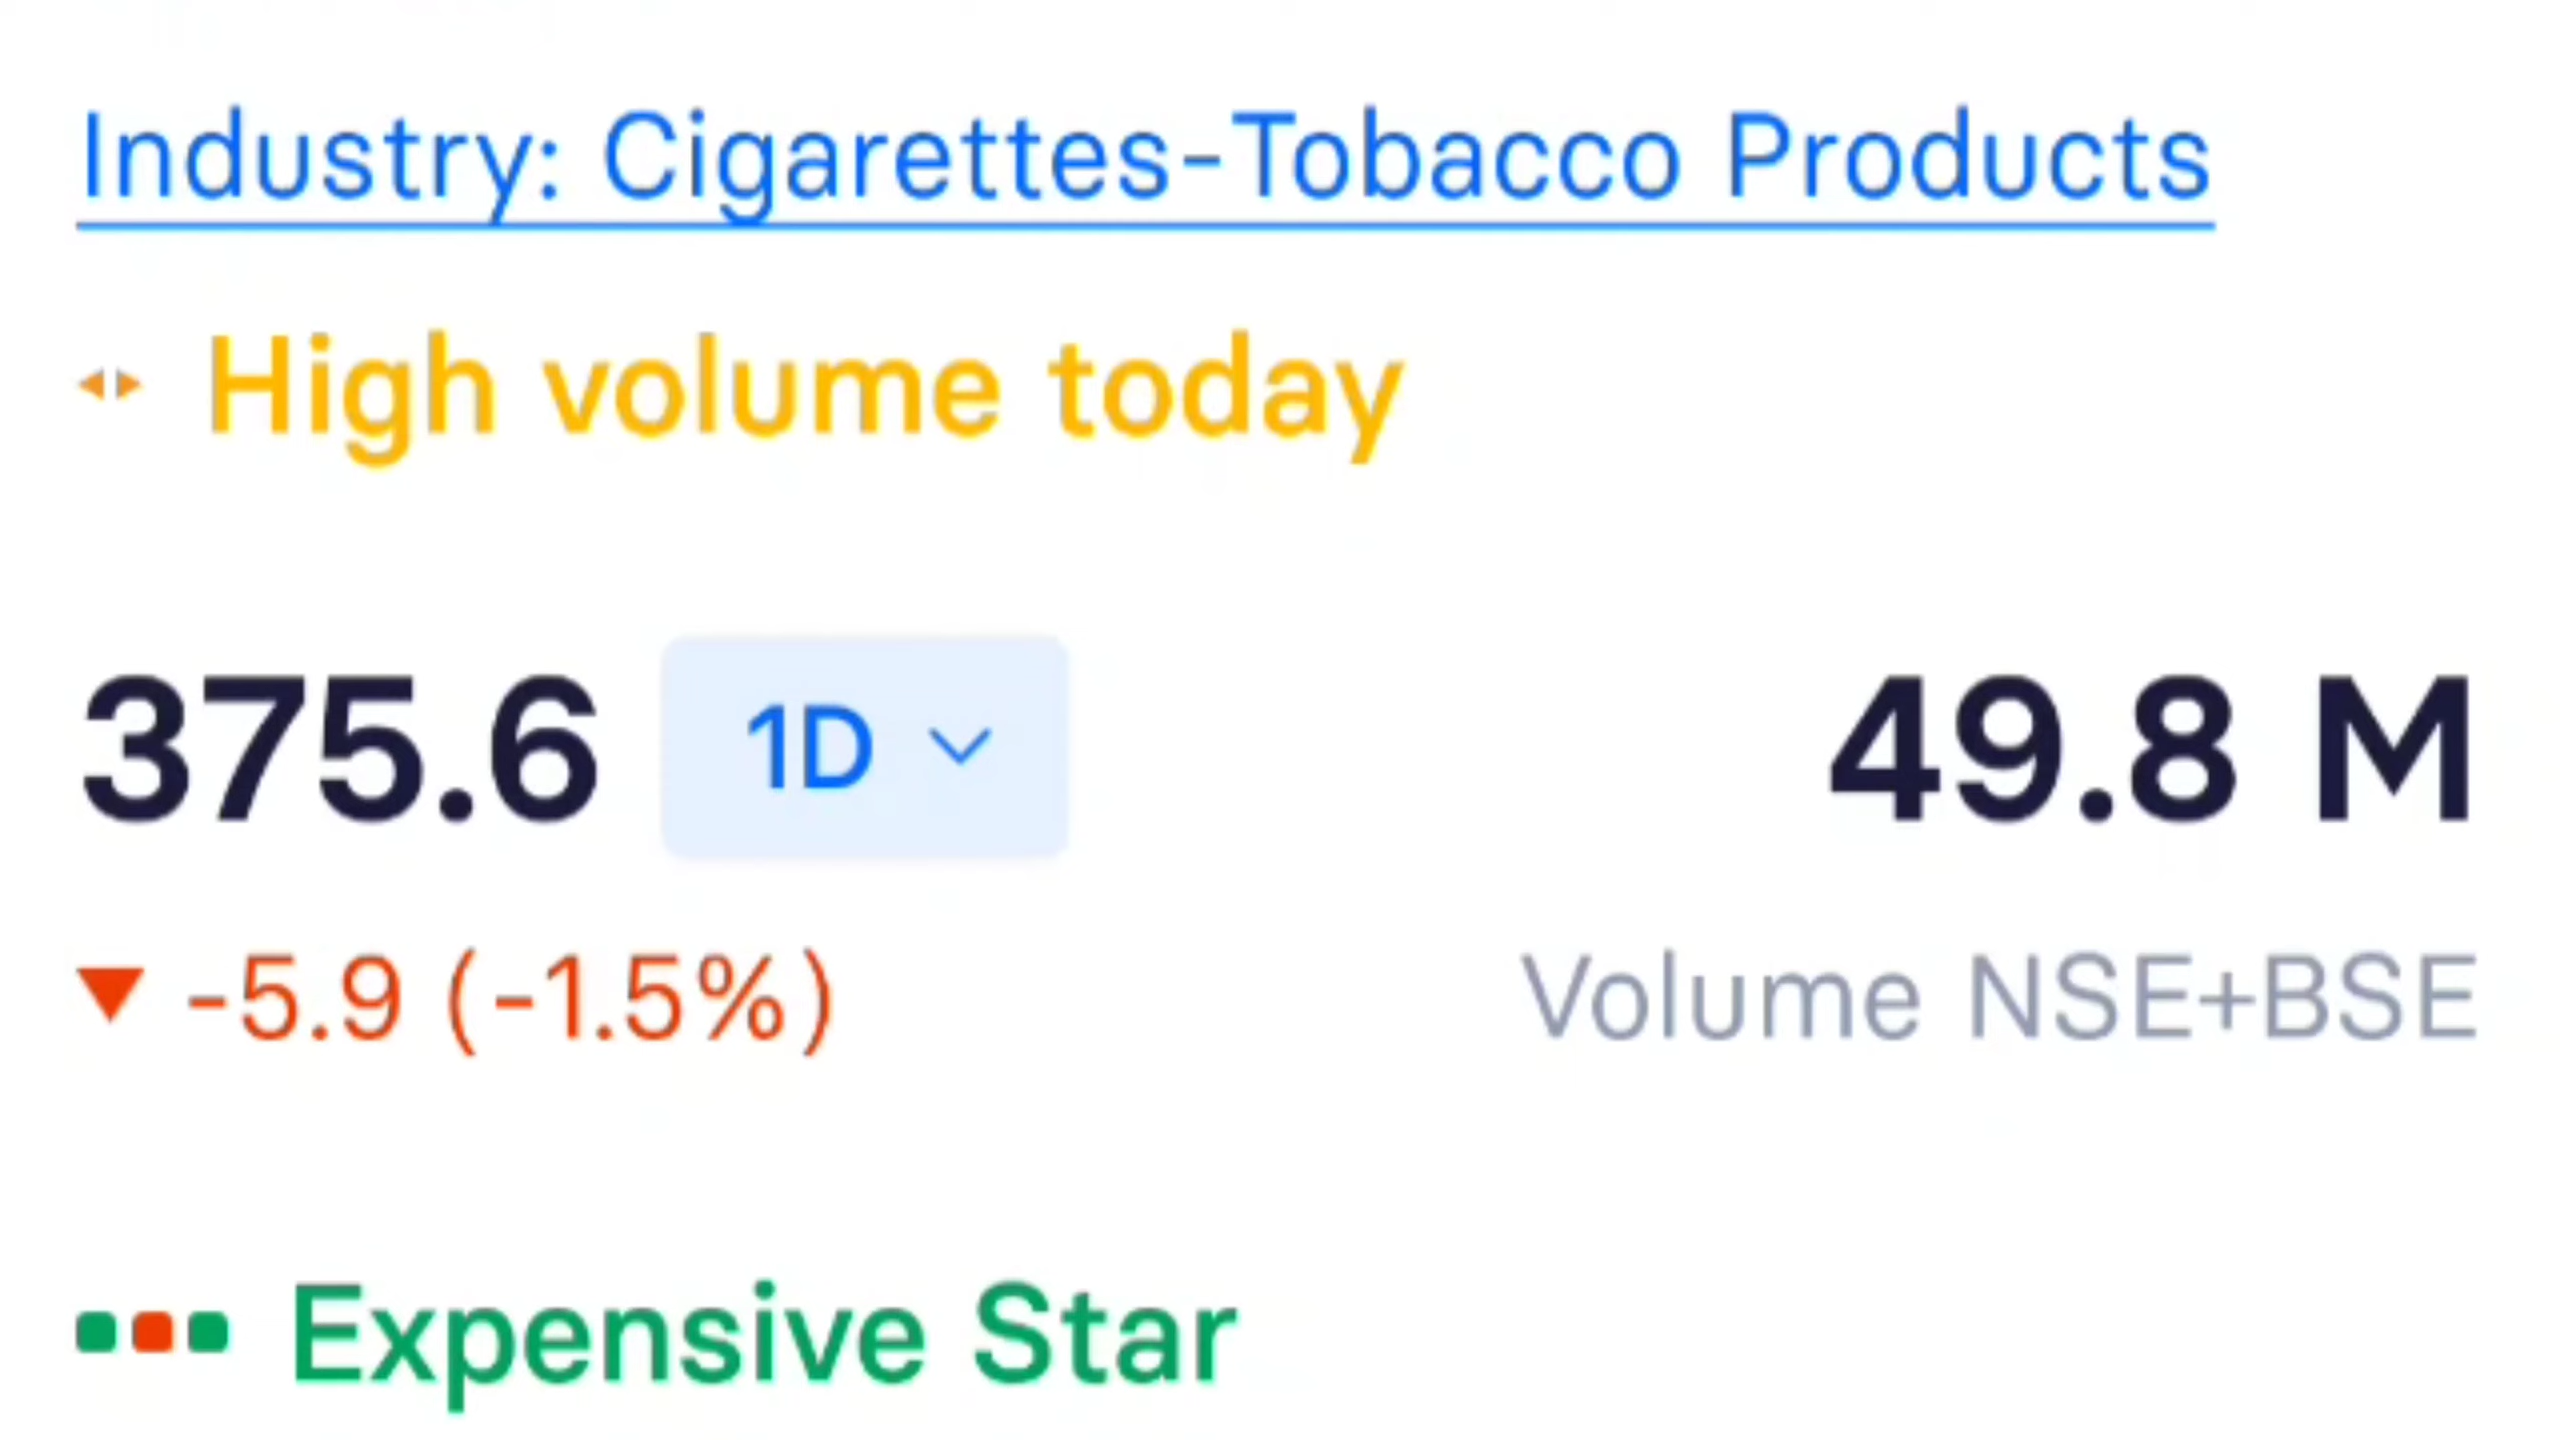 Industry: Cigarettes-Tobacco Products
High volume today
375.6 1D 49.8 M
-5.9 (-1.5%) Volume NSE+BSE
Expensive Star